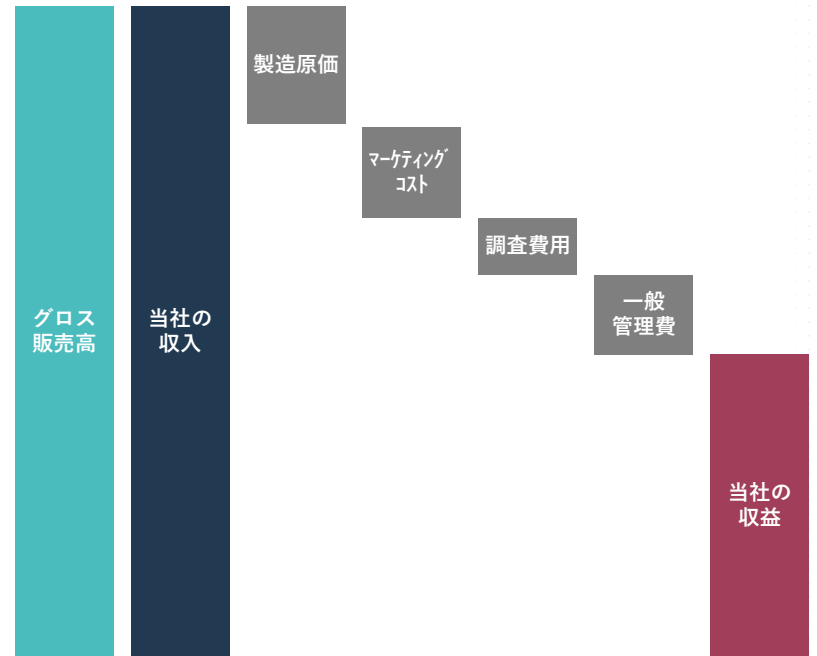 グロス
販売高
当社の
収入
製造原価
ﾏｰｹﾃｨﾝｸﾞ
ｺｽﾄ
調査費用
一般
管理費
当社の
収益